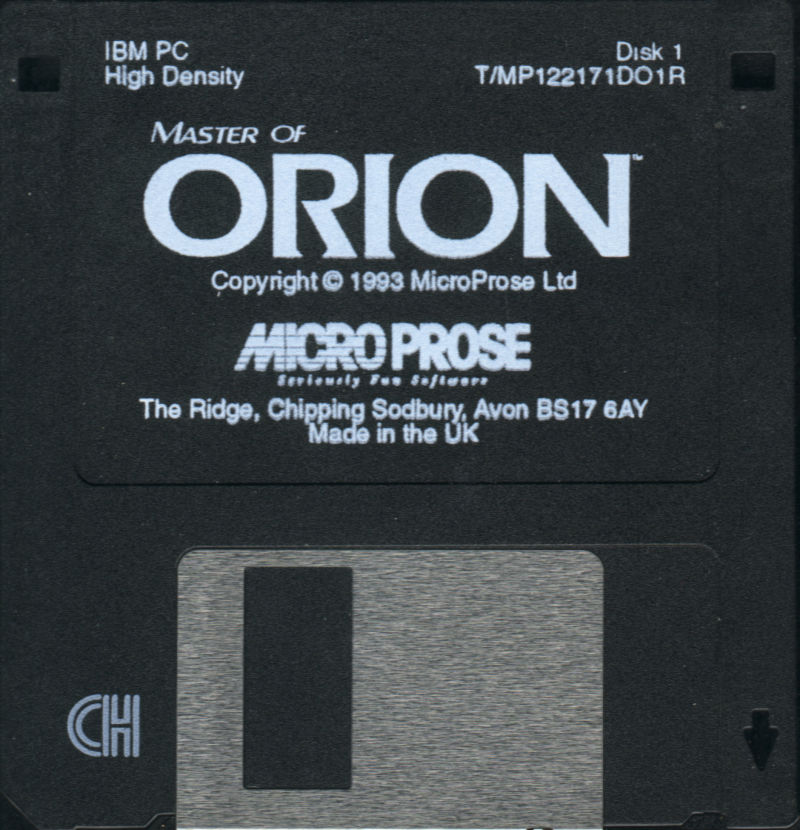 IBM PC
High Density
Disk 1
T/MP122171DO1R
MASTER OF
ORION™
Copyright © 1993 MicroProse Ltd
MICROPROSE
Seriously Fun Software
The Ridge, Chipping Sodbury, Avon BS17 6AY
Made in the UK
CH